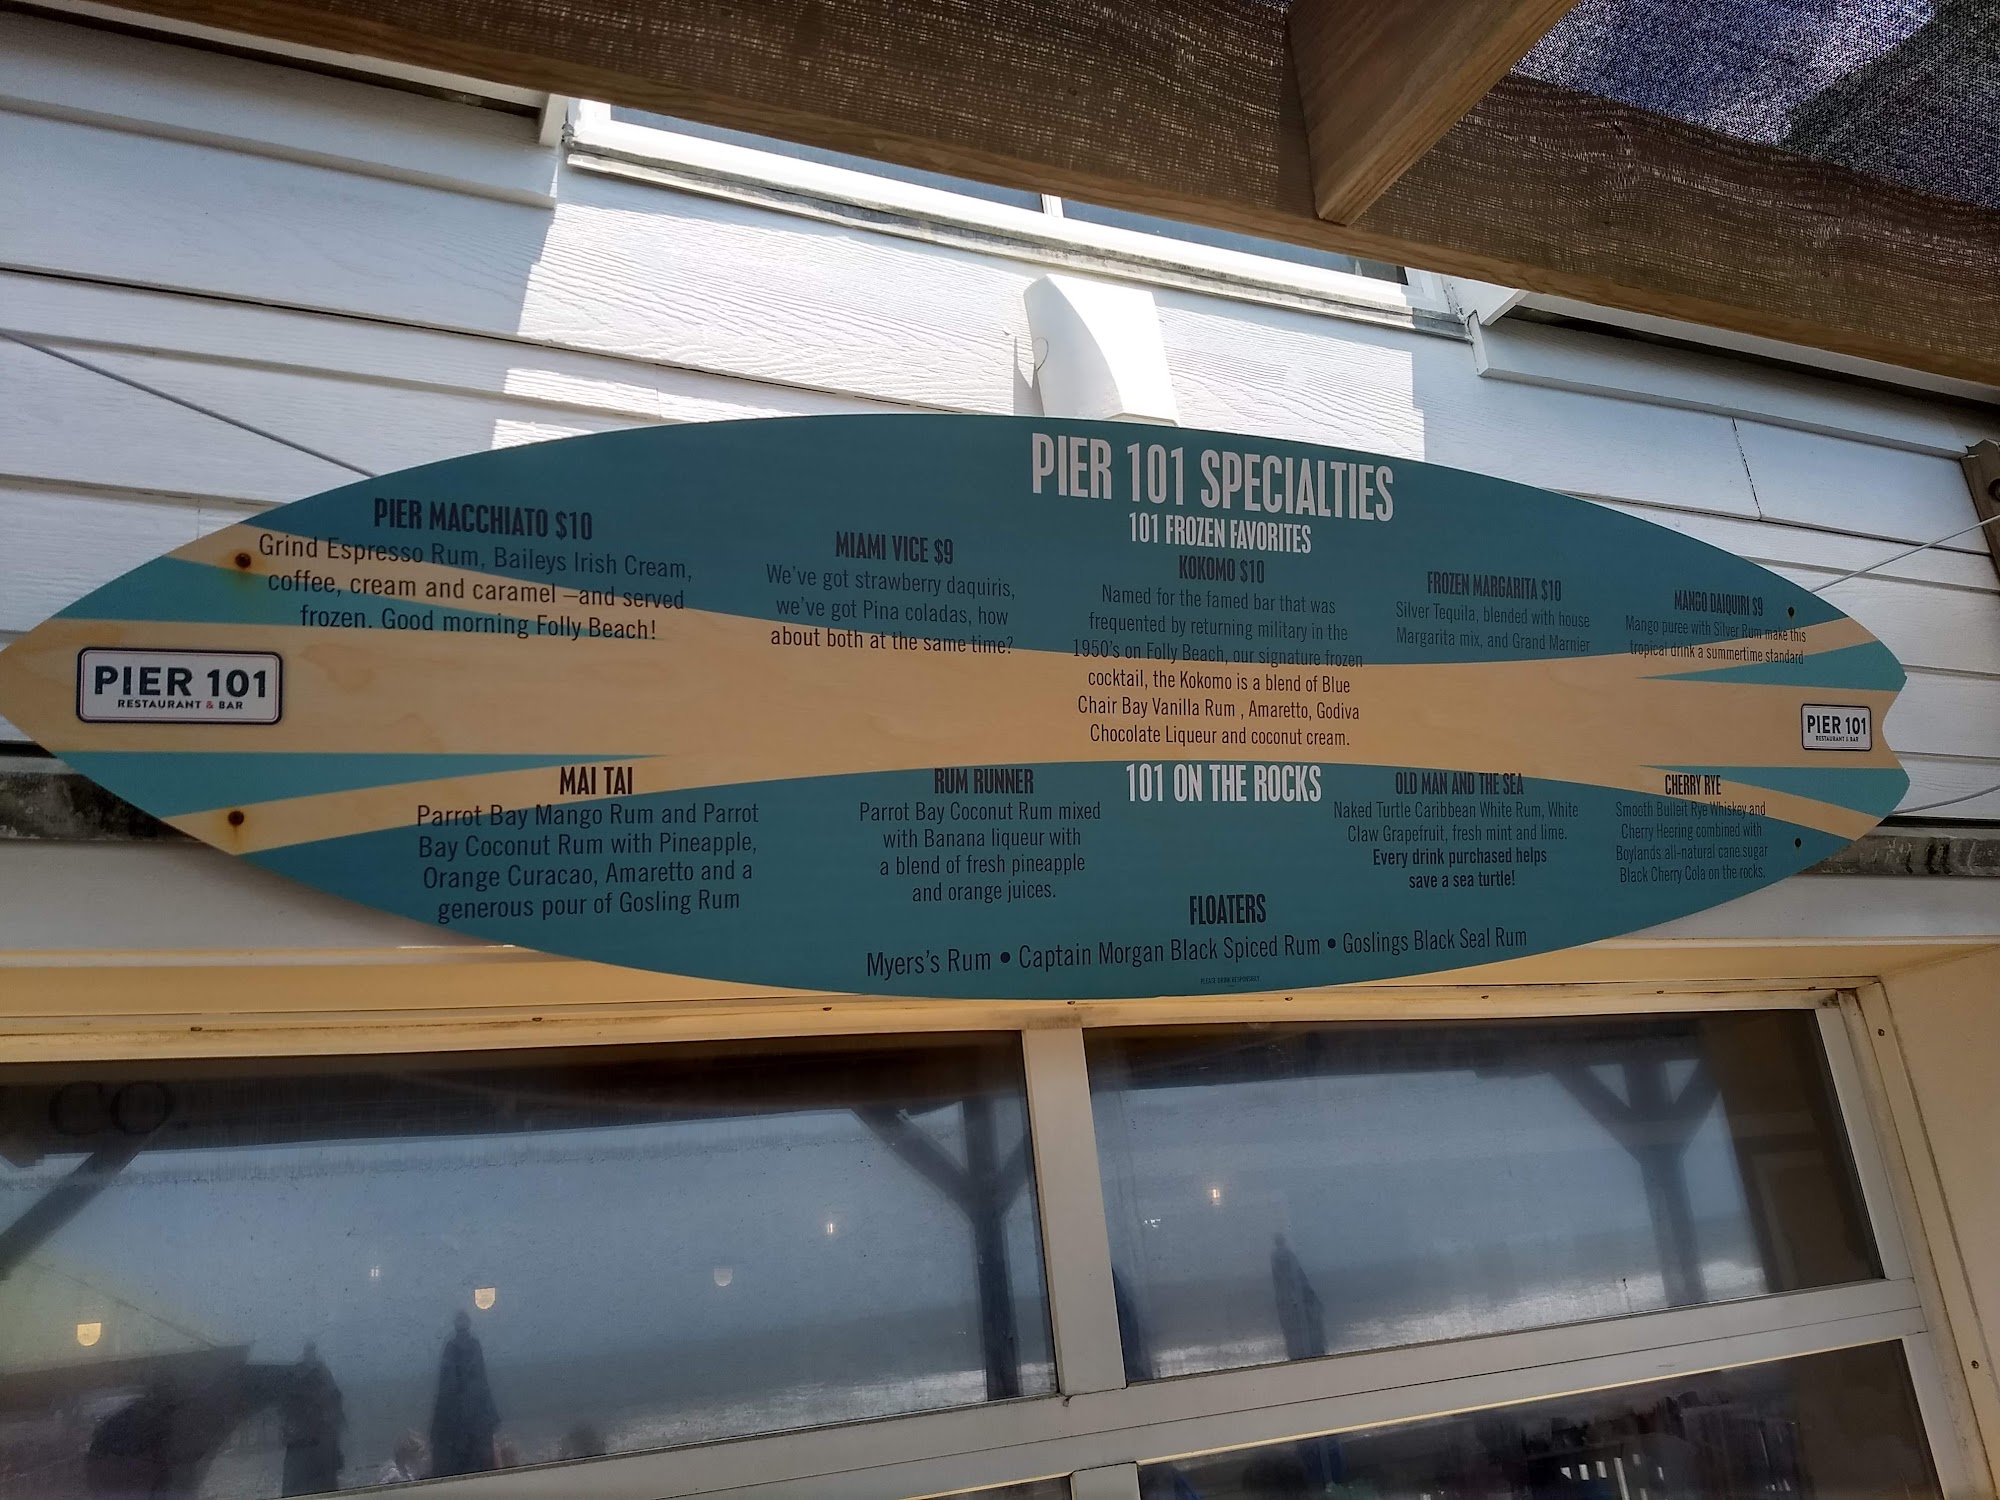 PIER 101 SPECIALTIES
101 FROZEN FAVORITES
PIER MACCHIATO $10
Grind Espresso Rum, Baileys Irish Cream,
coffee, cream and caramel –and served
frozen. Good morning Folly Beach!
MIAMI VICE $9
We've got strawberry daquiris,
we've got Pina coladas, how
about both at the same time?
KOKOMO $10
Named for the famed bar that was
frequented by returning military in the
1950's on Folly Beach, our signature frozen
cocktail, the Kokomo is a blend of Blue
Chair Bay Vanilla Rum , Amaretto, Godiva
Chocolate Liqueur and coconut cream.
FROZEN MARGARITA $10
Silver Tequila, blended with house
Margarita mix, and Grand Marnier
MANGO DAIQUIRI $9
Mango puree with Silver Rum make this
tropical drink a summertime standard
PIER 101
RESTAURANT & BAR
PIER 101
RESTAURANT & BAR
101 ON THE ROCKS
MAI TAI
Parrot Bay Mango Rum and Parrot
Bay Coconut Rum with Pineapple,
Orange Curacao, Amaretto and a
generous pour of Gosling Rum
RUM RUNNER
Parrot Bay Coconut Rum mixed
with Banana liqueur with
a blend of fresh pineapple
and orange juices.
OLD MAN AND THE SEA
Naked Turtle Caribbean White Rum, White
Claw Grapefruit, fresh mint and lime.
Every drink purchased helps
save a sea turtle!
CHERRY RYE
Smooth Bulleit Rye Whiskey and
Cherry Heering combined with
Boylands all-natural cane sugar
Black Cherry Cola on the rocks.
FLOATERS
Myers's Rum • Captain Morgan Black Spiced Rum • Goslings Black Seal Rum
PLEASE DRINK RESPONSIBLY
CO.